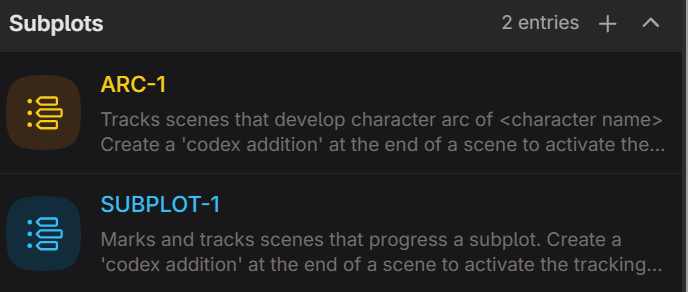 Subplots
2 entries
ARC-1
Tracks scenes that develop character arc of <character name>
Create a 'codex addition' at the end of a scene to activate the...
SUBPLOT-1
Marks and tracks scenes that progress a subplot. Create a
'codex addition' at the end of a scene to activate the tracking...